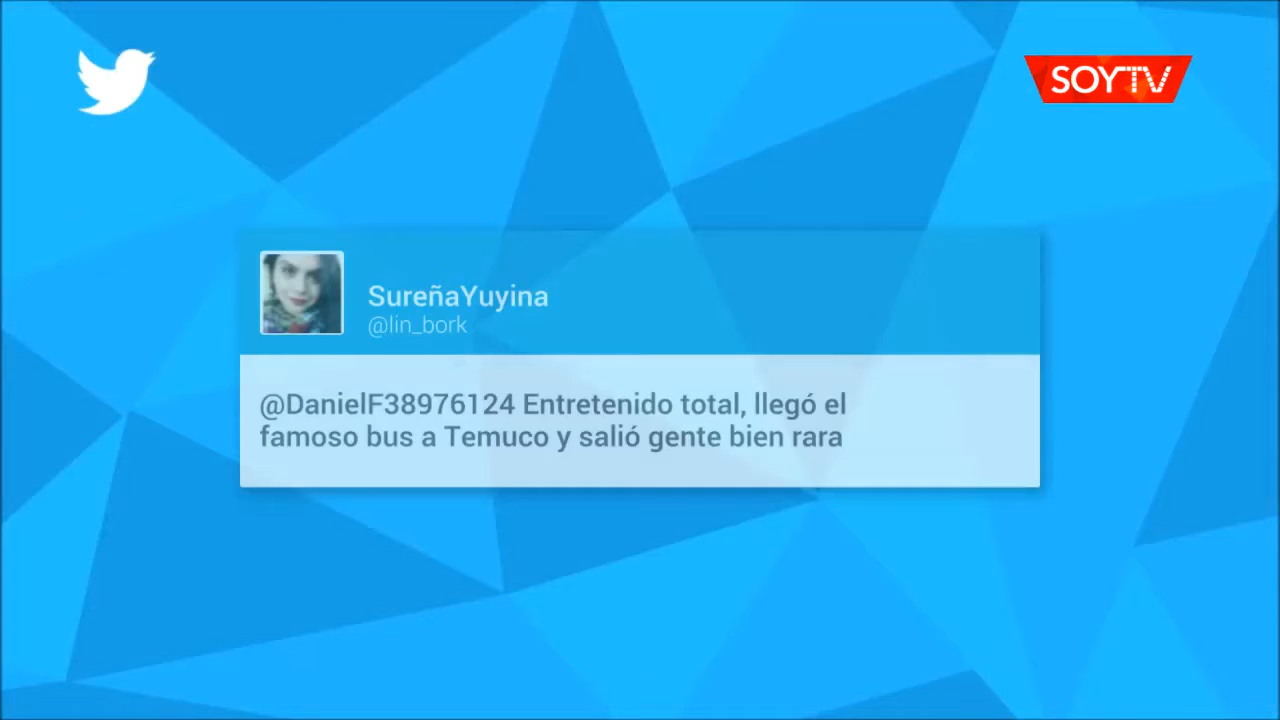 SOYTV
SureñaYuyina
@lin_bork
@DanielF38976124 Entretenido total, llegó el
famoso bus a Temuco y salió gente bien rara